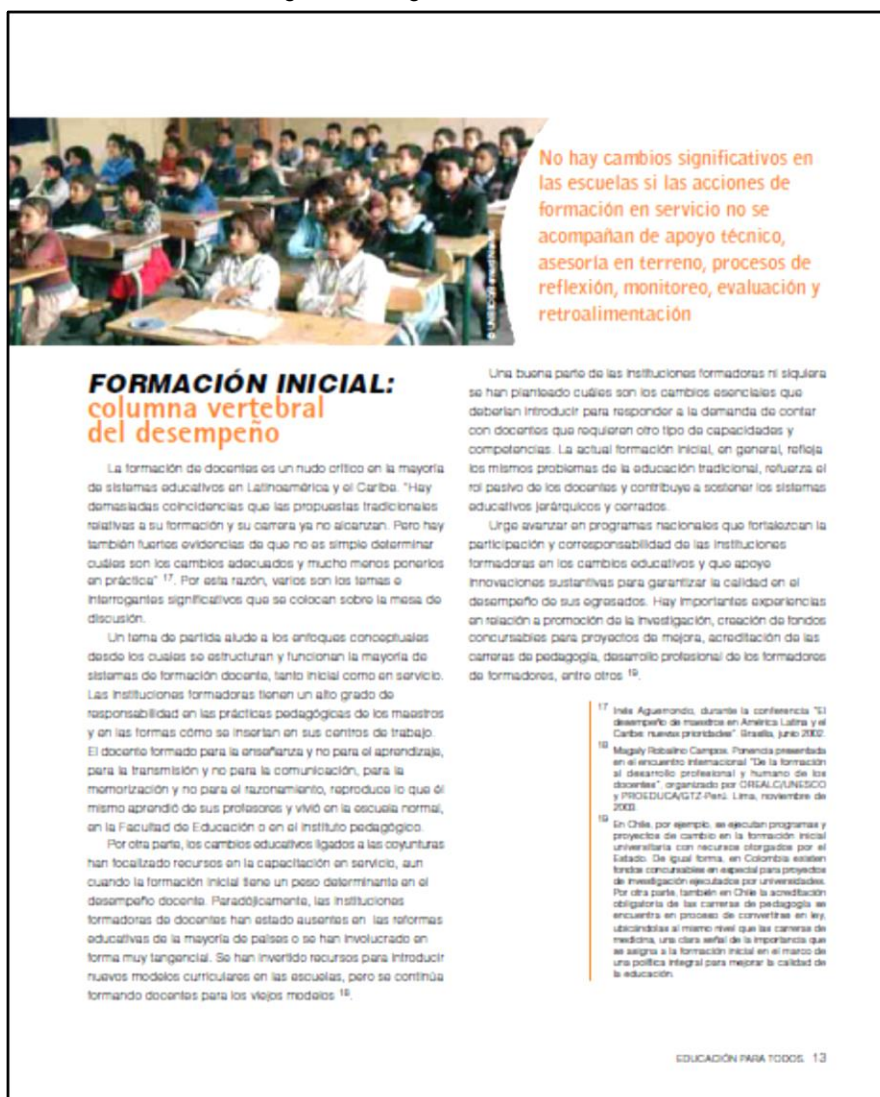 No hay cambios significativos en
las escuelas si las acciones de
formación en servicio no se
acompañan de apoyo técnico,
asesoría en terreno, procesos de
reflexión, monitoreo, evaluación y
retroalimentación
FORMACIÓN INICIAL:
columna vertebral
del desempeño
La formación de docentes es un nudo crítico en la mayoría
de sistemas educativos en Latinoamérica y el Caribe. "Hay
demasiadas coincidencias que las propuestas tradicionales
relativas a su formación y su carrera ya no alcanzan. Pero hay
también fuertes evidencias de que no es simple determinar
cuáles son los cambios adecuados y mucho menos ponerlos
en práctica" 17. Por esta razón, varios son los temas e
interrogantes significativos que se colocan sobre la mesa de
discusión.
Un tema de partida alude a los enfoques conceptuales
desde los cuales se estructuran y funcionan la mayoría de
sistemas de formación docente, tanto inicial como en servicio.
Las instituciones formadoras tienen un alto grado de
responsabilidad en las prácticas pedagógicas de los maestros
y en las formas cómo se insertan en sus centros de trabajo.
El docente formado para la enseñanza y no para el aprendizaje,
para la transmisión y no para la comunicación, para la
memorización y no para el razonamiento, reproduce lo que él
mismo aprendió de sus profesores y vivió en la escuela normal,
en la Facultad de Educación o en el instituto pedagógico.
Por otra parte, los cambios educativos ligados a las coyunturas
han focalizado recursos en la capacitación en servicio, aun
cuando la formación inicial tiene un peso determinante en el
desempeño docente. Paradójicamente, las instituciones
formadoras de docentes han estado ausentes en las reformas
educativas de la mayoría de países o se han involucrado en
forma muy tangencial. Se han invertido recursos para introducir
nuevos modelos curriculares en las escuelas, pero se continúa
formando docentes para los viejos modelos 18.
Una buena parte de las instituciones formadoras ni siquiera
se han planteado cuáles son los cambios esenciales que
deberían introducir para responder a la demanda de contar
con docentes que requieren otro tipo de capacidades y
competencias. La actual formación inicial, en general, refleja
los mismos problemas de la educación tradicional, refuerza el
rol pasivo de los docentes y contribuye a sostener los sistemas
educativos jerárquicos y cerrados.
Urge avanzar en programas nacionales que fortalezcan la
participación y corresponsabilidad de las instituciones
formadoras en los cambios educativos y que apoye
innovaciones sustantivas para garantizar la calidad en el
desempeño de sus egresados. Hay importantes experiencias
en relación a promoción de la investigación, creación de fondos
concursables para proyectos de mejora, acreditación de las
carreras de pedagogía, desarrollo profesional de los formadores
de formadores, entre otros 19.
17 Inés Aguerrondo, durante la conferencia "El
desempeño de maestros en América Latina y el
Caribe: nuevas prioridades". Brasilia, junio 2002.
18 Magaly Robalino Campos. Ponencia presentada
en el encuentro internacional "De la formación
al desarrollo profesional y humano de los
docentes", organizado por OREALC/UNESCO
y PROEDUCA/GTZ-Perú. Lima, noviembre de
2003.
19 En Chile, por ejemplo, se ejecutan programas y
proyectos de cambio en la formación inicial
universitaria con recursos otorgados por el
Estado. De igual forma, en Colombia existen
fondos concursables en especial para proyectos
de investigación ejecutados por universidades.
Por otra parte, también en Chile la acreditación
obligatoria de las carreras de pedagogía se
encuentra en proceso de convertirse en ley,
ubicándolas al mismo nivel que las carreras de
medicina, una clara señal de la importancia que
se asigna a la formación inicial en el marco de
una política integral para mejorar la calidad de
la educación.
EDUCACIÓN PARA TODOS 13